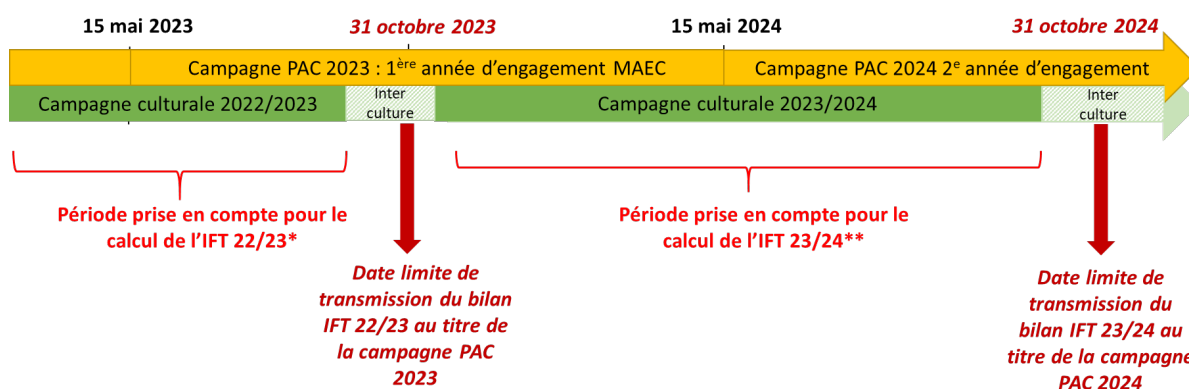 15 mai 2023
31 octobre 2023
15 mai 2024
31 octobre 2024
Campagne PAC 2023 : 1ère année d’engagement MAEC
Campagne PAC 2024 2e année d’engagement
Campagne culturale 2022/2023
Inter
culture
Campagne culturale 2023/2024
Inter
culture
Période prise en compte pour le
calcul de l’IFT 22/23*
Période prise en compte pour le
calcul de l’IFT 23/24**
Date limite de
transmission du bilan
IFT 22/23 au titre de
la campagne PAC
2023
Date limite de
transmission du
bilan IFT 23/24 au
titre de la campagne
PAC 2024